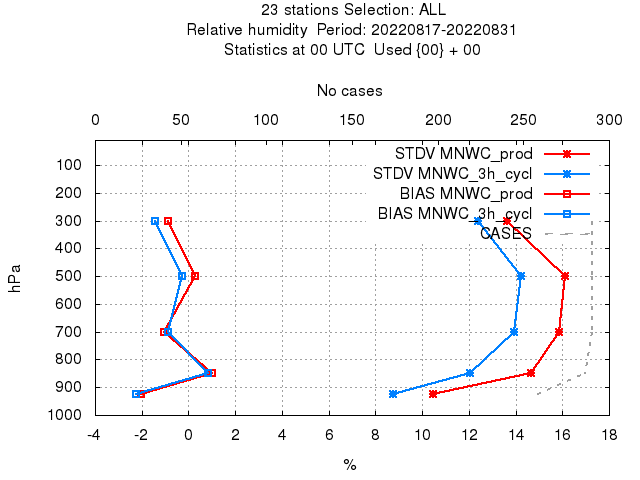 23 stations Selection: ALL
Relative humidity Period: 20220817-20220831
Statistics at 00 UTC Used {00} + 00
No cases
0 50 100 150 200 250 300
STDV MNWC_prod
STDV MNWC_3h_cycl
BIAS MNWC_prod
BIAS MNWC_3h_cycl
CASES
hPa
100
200
300
400
500
600
700
800
900
1000
-4 -2 0 2 4 6 8 10 12 14 16 18
%